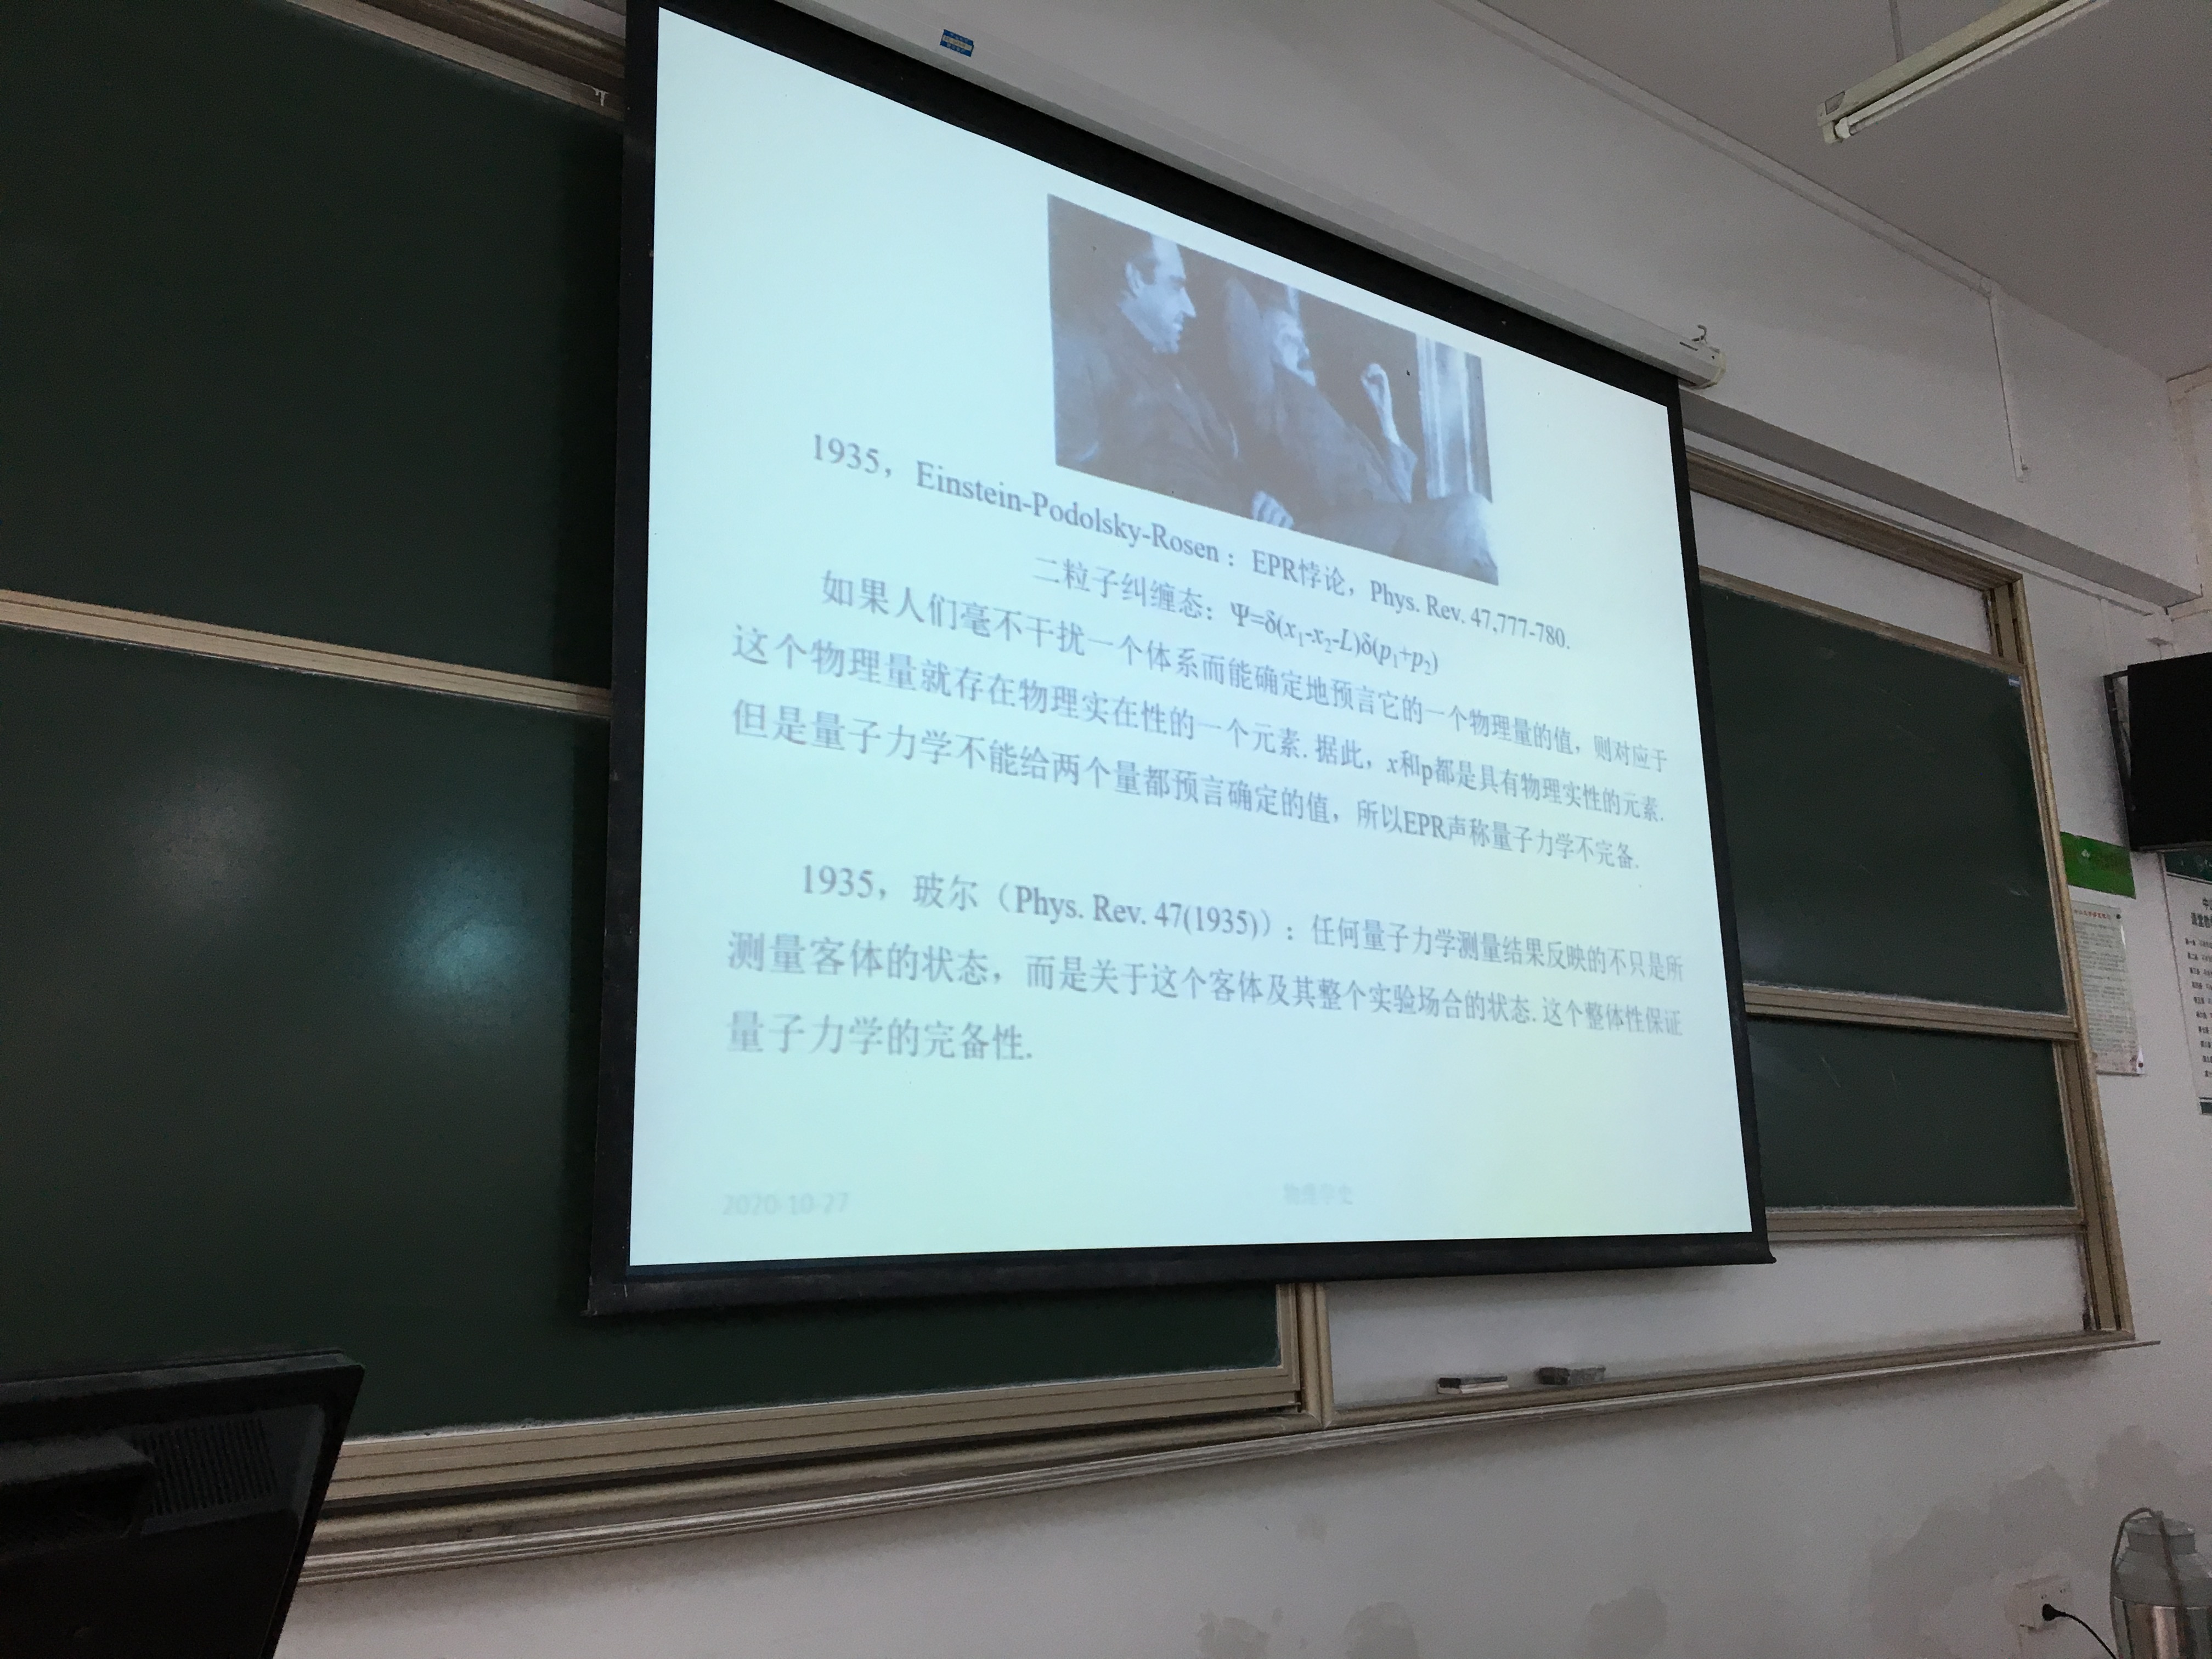 1935，Einstein-Podolsky-Rosen：EPR悖论，Phys. Rev. 47,777-780.
二粒子纠缠态：Ψ=δ(x₁-x₂-L)δ(p₁+p₂)
如果人们毫不干扰一个体系而能确定地预言它的一个物理量的值，则对应于
这个物理量就存在物理实在性的一个元素. 据此，x和p都是具有物理实性的元素.
但是量子力学不能给两个量都预言确定的值，所以EPR声称量子力学不完备.
1935，玻尔（Phys. Rev. 47(1935)）：任何量子力学测量结果反映的不只是所
测量客体的状态，而是关于这个客体及其整个实验场合的状态. 这个整体性保证
量子力学的完备性.
2020-10-27
物理学史